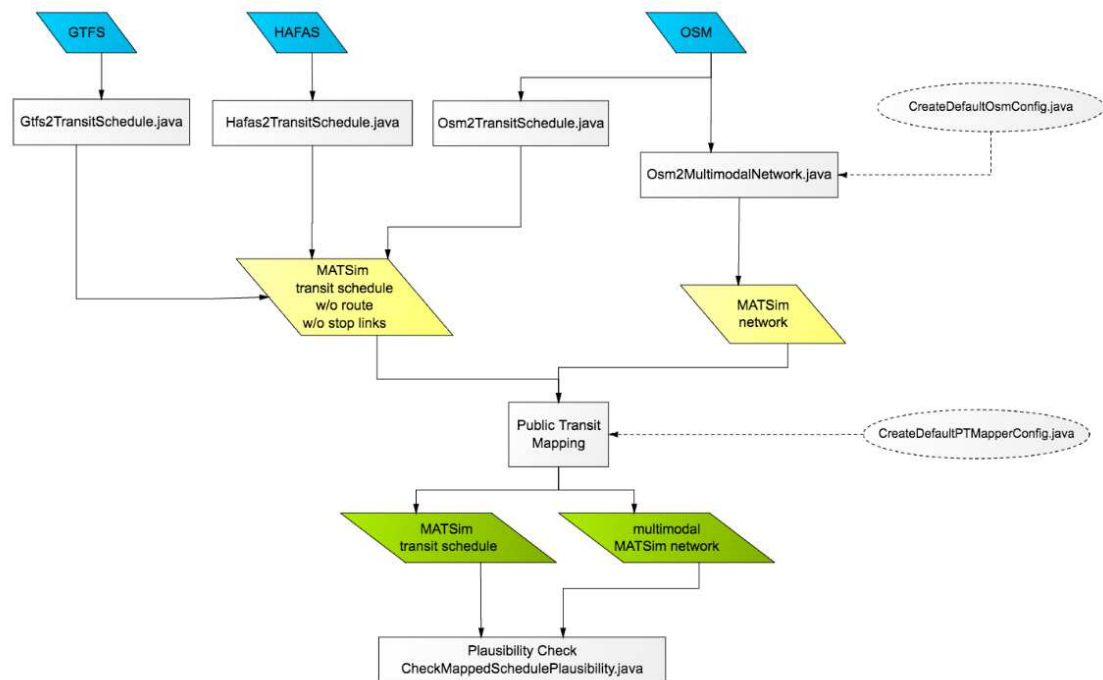 GTFS
HAFAS
OSM
Gtfs2TransitSchedule.java
Hafas2TransitSchedule.java
Osm2TransitSchedule.java
CreateDefaultOsmConfig.java
Osm2MultimodalNetwork.java
MATSim
transit schedule
w/o route
w/o stop links
MATSim
network
Public Transit
Mapping
CreateDefaultPTMapperConfig.java
MATSim
transit schedule
multimodal
MATSim network
Plausibility Check
CheckMappedSchedulePlausibility.java